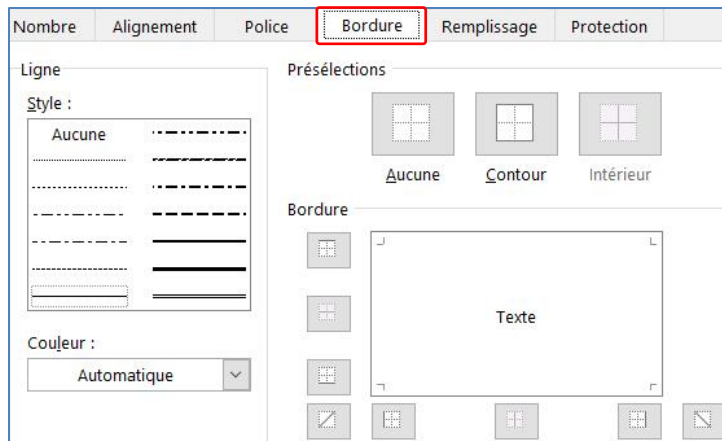 Nombre Alignement Police Bordure Remplissage Protection
Ligne
Style :
Aucune
Couleur :
Automatique
Présélections
Aucune Contour Intérieur
Bordure
Texte